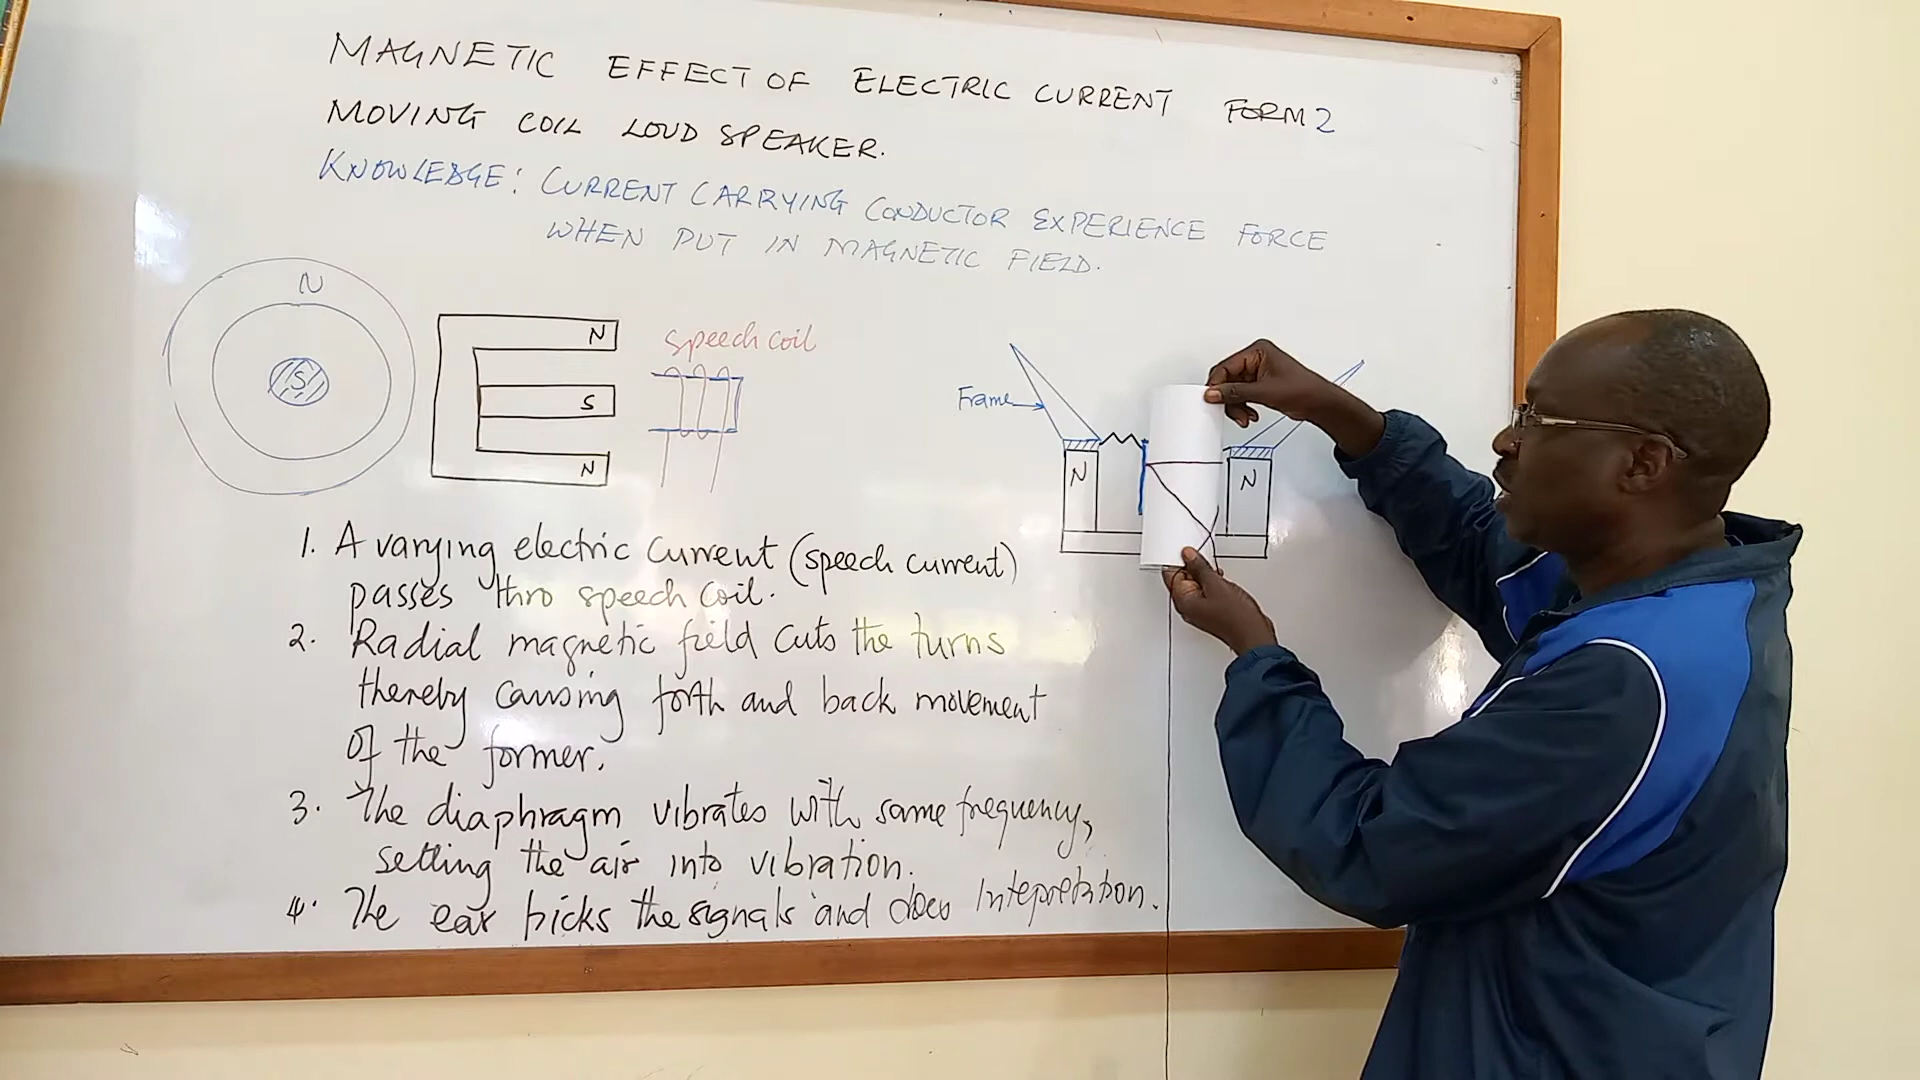 MAGNETIC EFFECT OF ELECTRIC CURRENT FORM 2
MOVING COIL LOUD SPEAKER.
KNOWLEDGE: CURRENT CARRYING CONDUCTOR EXPERIENCE FORCE
WHEN PUT IN MAGNETIC FIELD.
N
S
N
S
N
speech coil
Frame
N
N
1. A varying electric current (speech current)
passes thro speech coil.
2. Radial magnetic field cuts the turns
thereby causing forth and back movement
of the former.
3. The diaphragm vibrates with same frequency,
setting the air into vibration.
4. The ear picks the signals and does Intepretation.